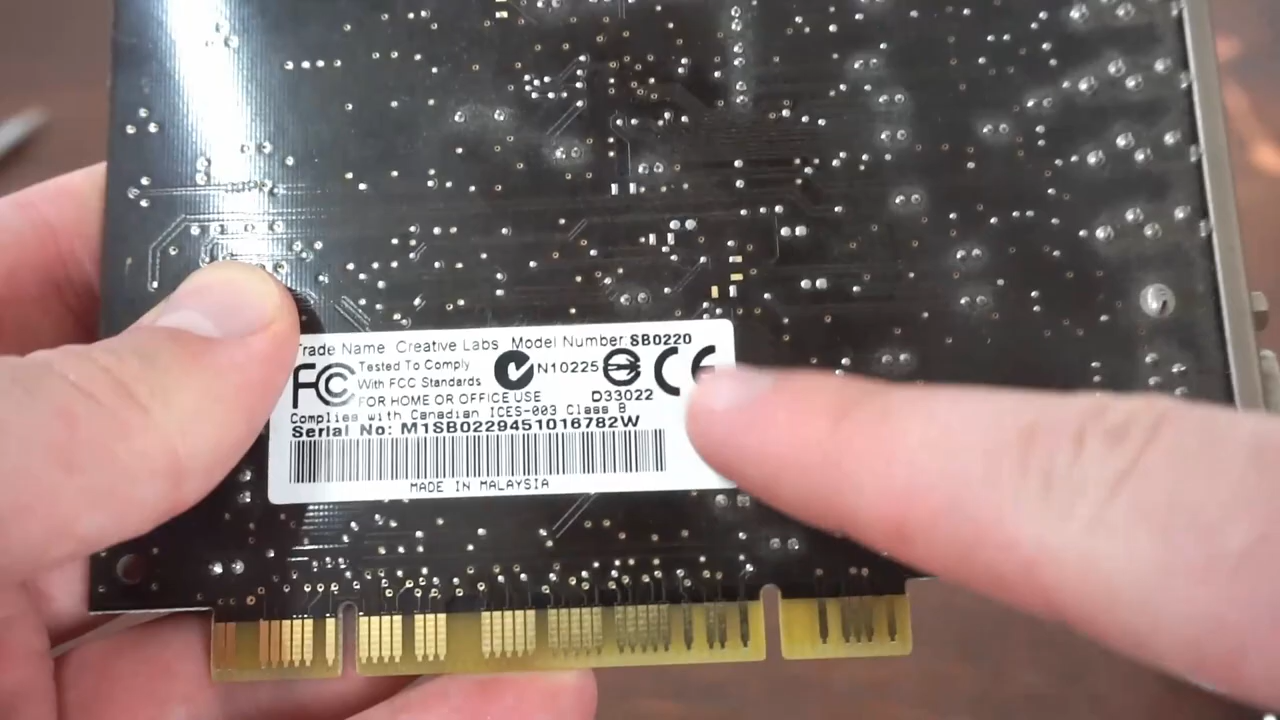 Trade Name Creative Labs Model Number: SB0220
FC Tested To Comply
With FCC Standards
FOR HOME OR OFFICE USE
N10225
D33022
CE
Complies with Canadian ICES-003 Class B
Serial No: M1SB0229451016782W
MADE IN MALAYSIA